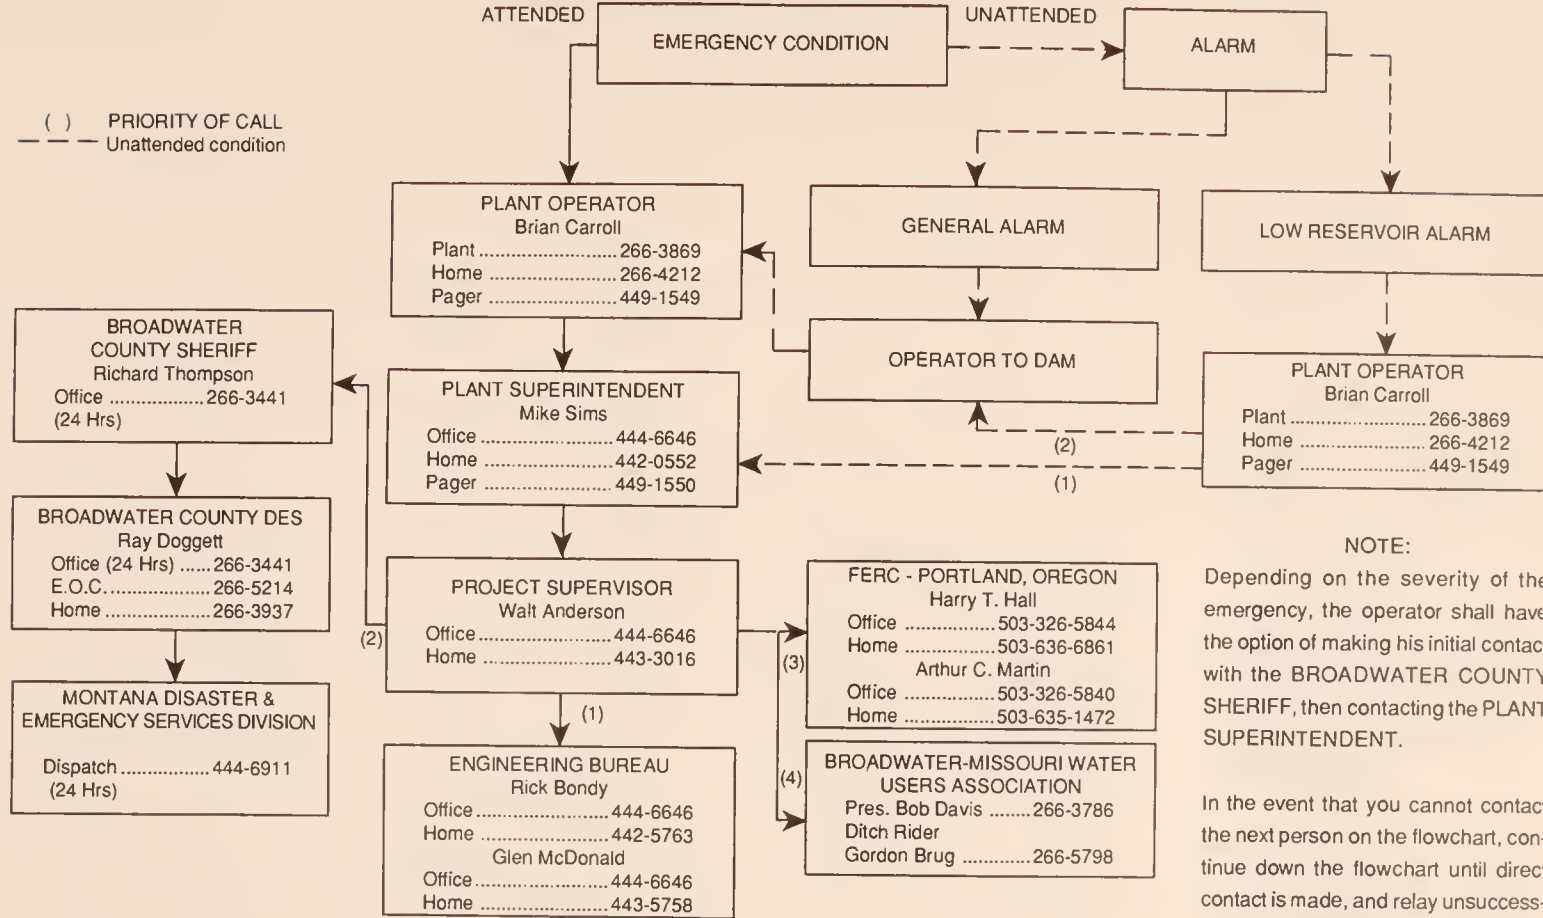 ATTENDED
UNATTENDED
EMERGENCY CONDITION
ALARM
( ) PRIORITY OF CALL
Unattended condition
PLANT OPERATOR
Brian Carroll
Plant ........................ 266-3869
Home ....................... 266-4212
Pager ....................... 449-1549
GENERAL ALARM
LOW RESERVOIR ALARM
BROADWATER
COUNTY SHERIFF
Richard Thompson
Office ................ 266-3441
(24 Hrs)
PLANT SUPERINTENDENT
Mike Sims
Office ....................... 444-6646
Home ...................... 442-0552
Pager ...................... 449-1550
OPERATOR TO DAM
PLANT OPERATOR
Brian Carroll
Plant ........................ 266-3869
Home ....................... 266-4212
Pager ....................... 449-1549
(2)
(1)
BROADWATER COUNTY DES
Ray Doggett
Office (24 Hrs) ..... 266-3441
E.O.C. .................. 266-5214
Home ................... 266-3937
PROJECT SUPERVISOR
Walt Anderson
Office ....................... 444-6646
Home ...................... 443-3016
(2)
(3)
(1)
FERC - PORTLAND, OREGON
Harry T. Hall
Office .................... 503-326-5844
Home ................... 503-636-6861
Arthur C. Martin
Office .................... 503-326-5840
Home ................... 503-635-1472
NOTE:
Depending on the severity of the
emergency, the operator shall have
the option of making his initial contac
with the BROADWATER COUNTY
SHERIFF, then contacting the PLANT
SUPERINTENDENT.
MONTANA DISASTER &
EMERGENCY SERVICES DIVISION
Dispatch ............... 444-6911
(24 Hrs)
ENGINEERING BUREAU
Rick Bondy
Office ....................... 444-6646
Home ...................... 442-5763
Glen McDonald
Office ....................... 444-6646
Home ...................... 443-5758
(4)
BROADWATER-MISSOURI WATER
USERS ASSOCIATION
Pres. Bob Davis ........ 266-3786
Ditch Rider
Gordon Brug ............ 266-5798
In the event that you cannot contac
the next person on the flowchart, con-
tinue down the flowchart until direc
contact is made, and relay unsuccess-